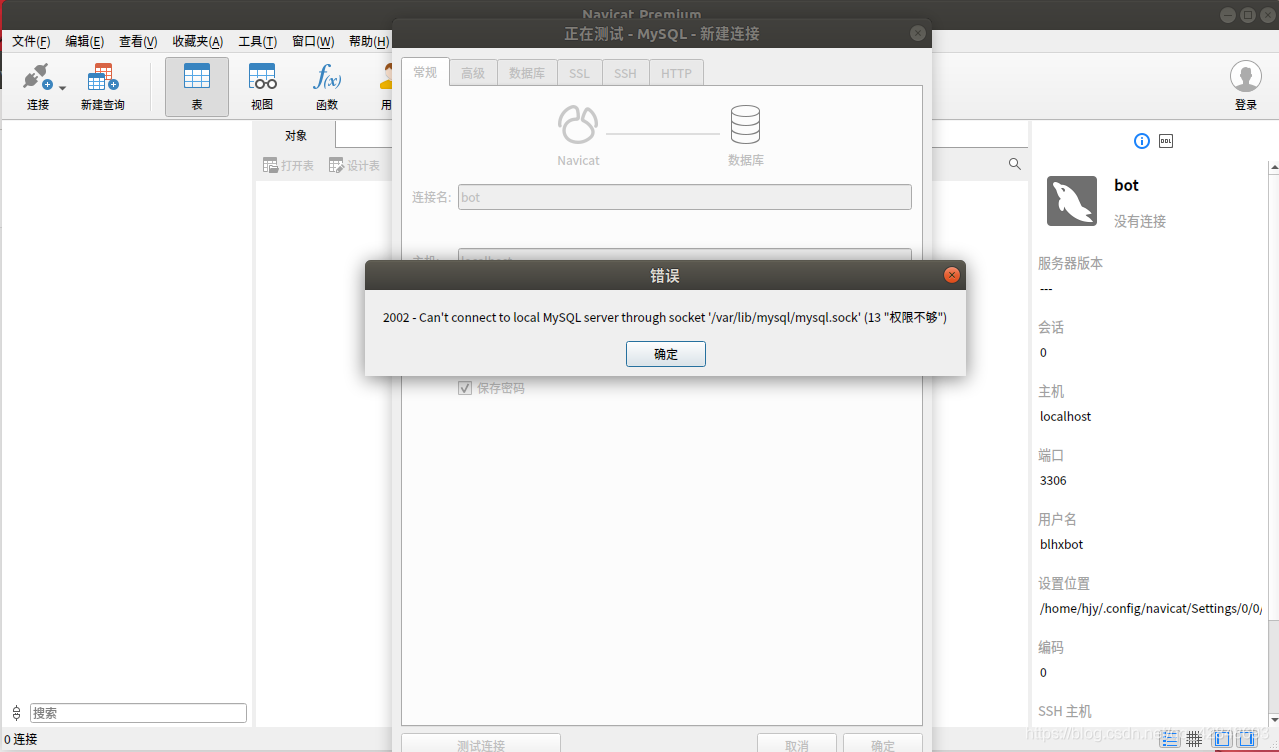 Navicat Premium
正在测试 - MySQL - 新建连接
文件(F) 编辑(E) 查看(V) 收藏夹(A) 工具(T) 窗口(W) 帮助(H)
常规 高级 数据库 SSL SSH HTTP
连接 新建查询 表 视图 f(x) 函数 用 登录
对象
打开表 设计表
Navicat 数据库
DDL
bot
没有连接
连接名: bot
主机: localhost
错误
2002 - Can't connect to local MySQL server through socket '/var/lib/mysql/mysql.sock' (13 "权限不够")
确定
保存密码
服务器版本
---
会话
0
主机
localhost
端口
3306
用户名
blhxbot
设置位置
/home/hjy/.config/navicat/Settings/0/0/
编码
0
SSH 主机
搜索
0 连接
测试连接 取消 确定